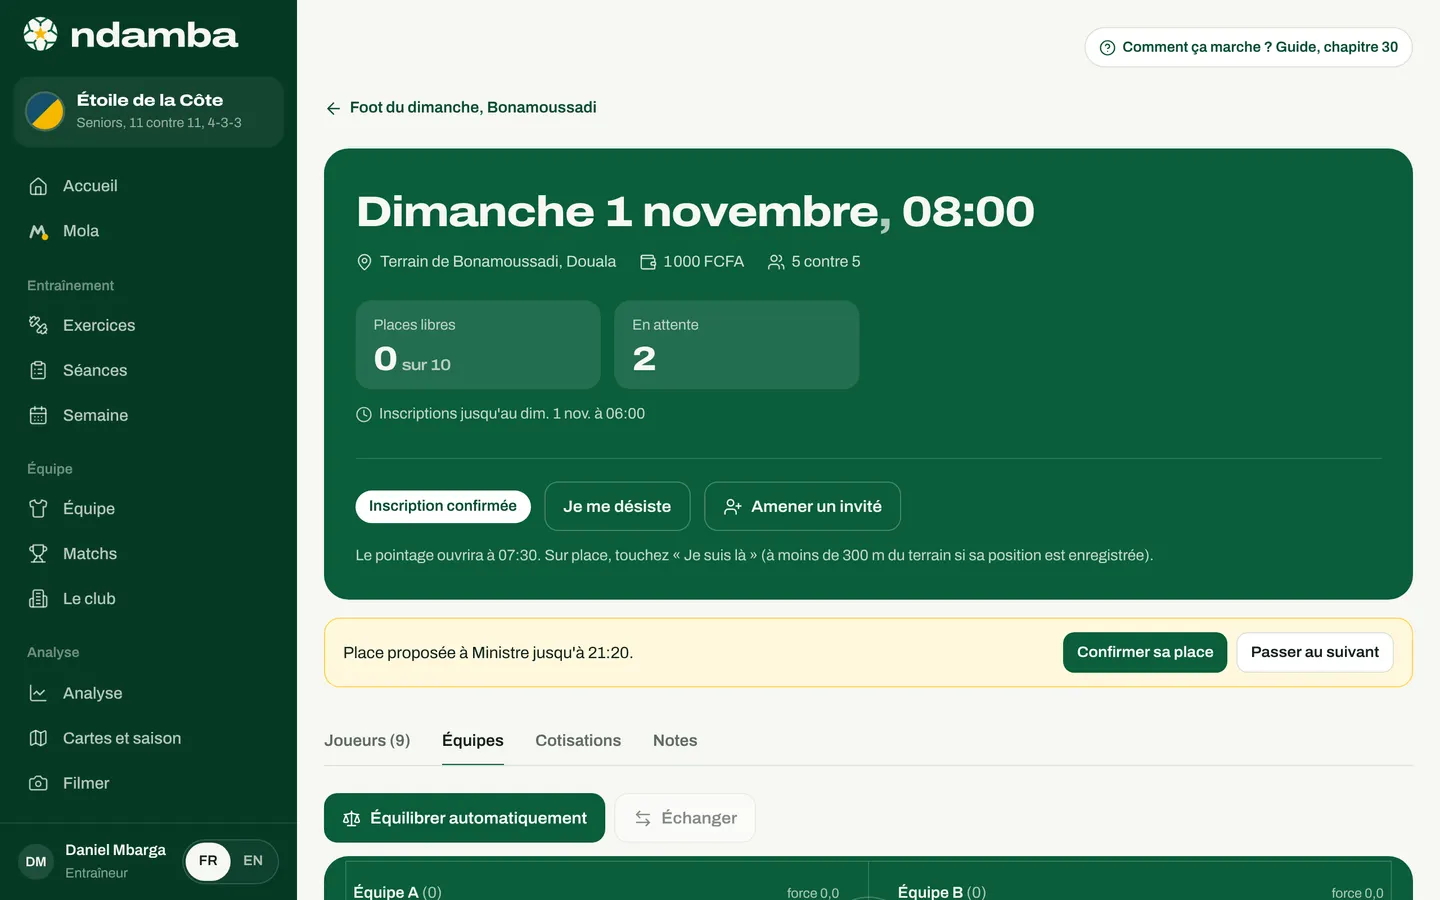 ndamba
Étoile de la Côte
Seniors, 11 contre 11, 4-3-3
Accueil
Mola
Entraînement
Exercices
Séances
Semaine
Équipe
Équipe
Matchs
Le club
Analyse
Analyse
Cartes et saison
Filmer
DM
Daniel Mbarga
Entraîneur
FR EN
Comment ça marche ? Guide, chapitre 30
Foot du dimanche, Bonamoussadi
Dimanche 1 novembre, 08:00
Terrain de Bonamoussadi, Douala 1 000 FCFA 5 contre 5
Places libres
0 sur 10
En attente
2
Inscriptions jusqu'au dim. 1 nov. à 06:00
Inscription confirmée Je me désiste Amener un invité
Le pointage ouvrira à 07:30. Sur place, touchez « Je suis là » (à moins de 300 m du terrain si sa position est enregistrée).
Place proposée à Ministre jusqu'à 21:20. Confirmer sa place Passer au suivant
Joueurs (9) Équipes Cotisations Notes
Équilibrer automatiquement Échanger
Équipe A (0) force 0,0 Équipe B (0) force 0,0